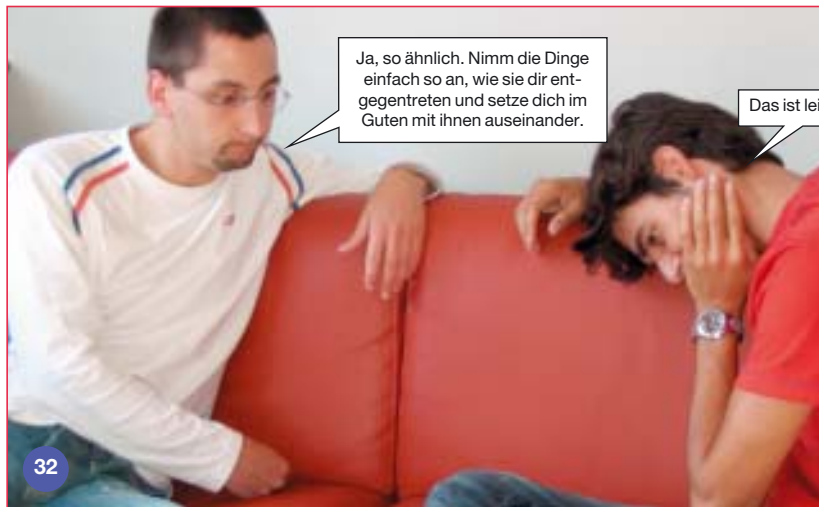 Ja, so ähnlich. Nimm die Dinge
einfach so an, wie sie dir ent-
gegentreten und setze dich im
Guten mit ihnen auseinander.
Das ist
32